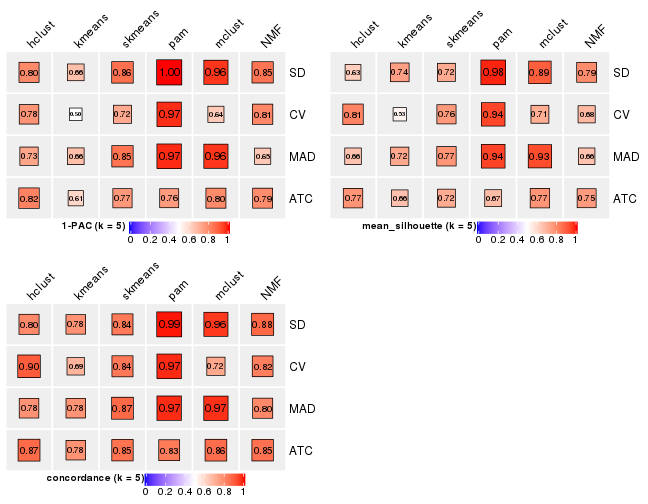 hclust kmeans skmeans pam mclust NMF
0.80 0.66 0.86 1.00 0.96 0.85 SD
0.78 0.50 0.72 0.97 0.64 0.81 CV
0.73 0.66 0.85 0.97 0.96 0.65 MAD
0.82 0.61 0.77 0.76 0.80 0.79 ATC
1-PAC (k = 5)
0 0.2 0.4 0.6 0.8 1
hclust kmeans skmeans pam mclust NMF
0.63 0.74 0.72 0.98 0.89 0.79 SD
0.81 0.53 0.76 0.94 0.71 0.68 CV
0.66 0.72 0.77 0.94 0.93 0.66 MAD
0.77 0.66 0.72 0.67 0.77 0.75 ATC
mean_silhouette (k = 5)
0 0.2 0.4 0.6 0.8 1
hclust kmeans skmeans pam mclust NMF
0.80 0.78 0.84 0.99 0.96 0.88 SD
0.90 0.69 0.84 0.97 0.72 0.82 CV
0.78 0.78 0.87 0.97 0.97 0.80 MAD
0.87 0.78 0.85 0.83 0.86 0.85 ATC
concordance (k = 5)
0 0.2 0.4 0.6 0.8 1